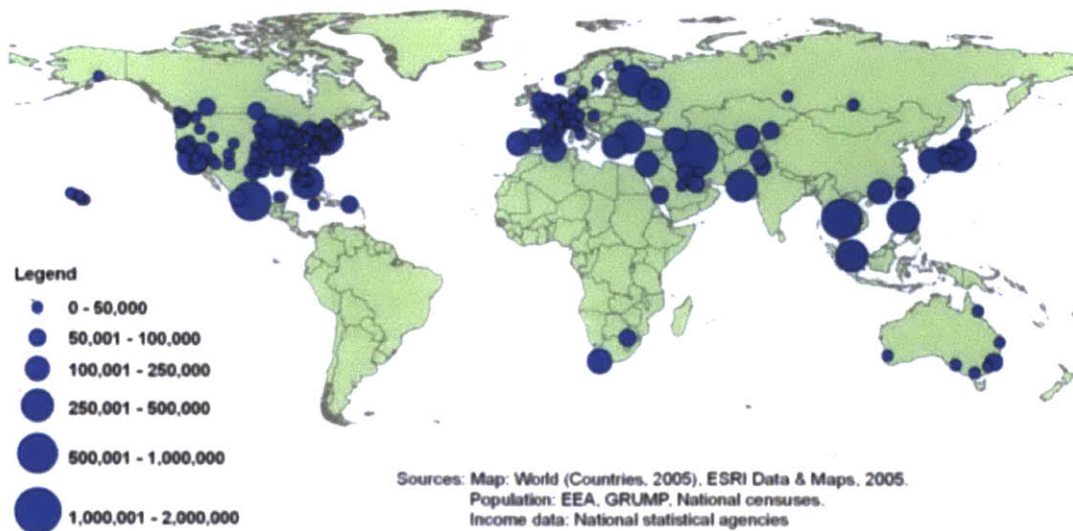 Legend
0 - 50,000
50,001 - 100,000
100,001 - 250,000
250,001 - 500,000
500,001 - 1,000,000
1,000,001 - 2,000,000
Sources: Map: World (Countries, 2005), ESRI Data & Maps, 2005.
Population: EEA, GRUMP, National censuses.
Income data: National statistical agencies